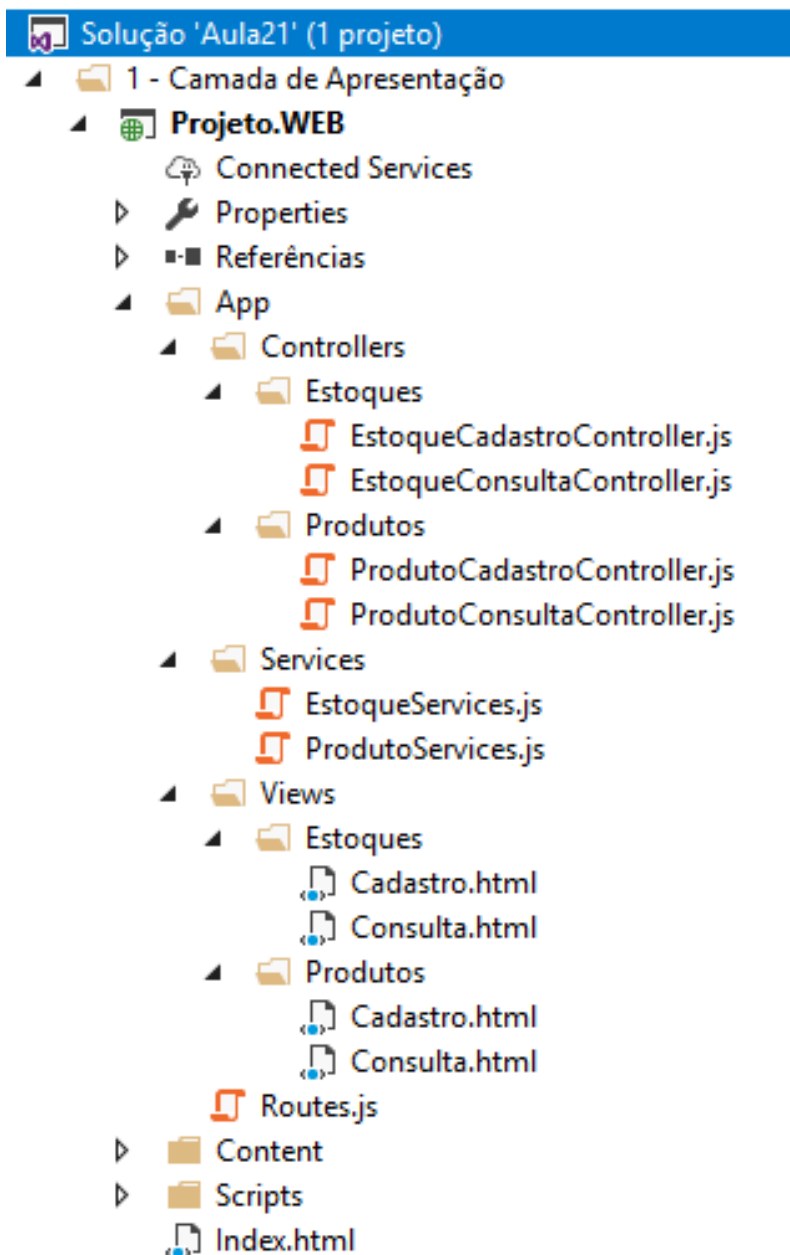 Solução 'Aula21' (1 projeto)
1 - Camada de Apresentação
Projeto.WEB
Connected Services
Properties
Referências
App
Controllers
Estoques
EstoqueCadastroController.js
EstoqueConsultaController.js
Produtos
ProdutoCadastroController.js
ProdutoConsultaController.js
Services
EstoqueServices.js
ProdutoServices.js
Views
Estoques
Cadastro.html
Consulta.html
Produtos
Cadastro.html
Consulta.html
Routes.js
Content
Scripts
Index.html